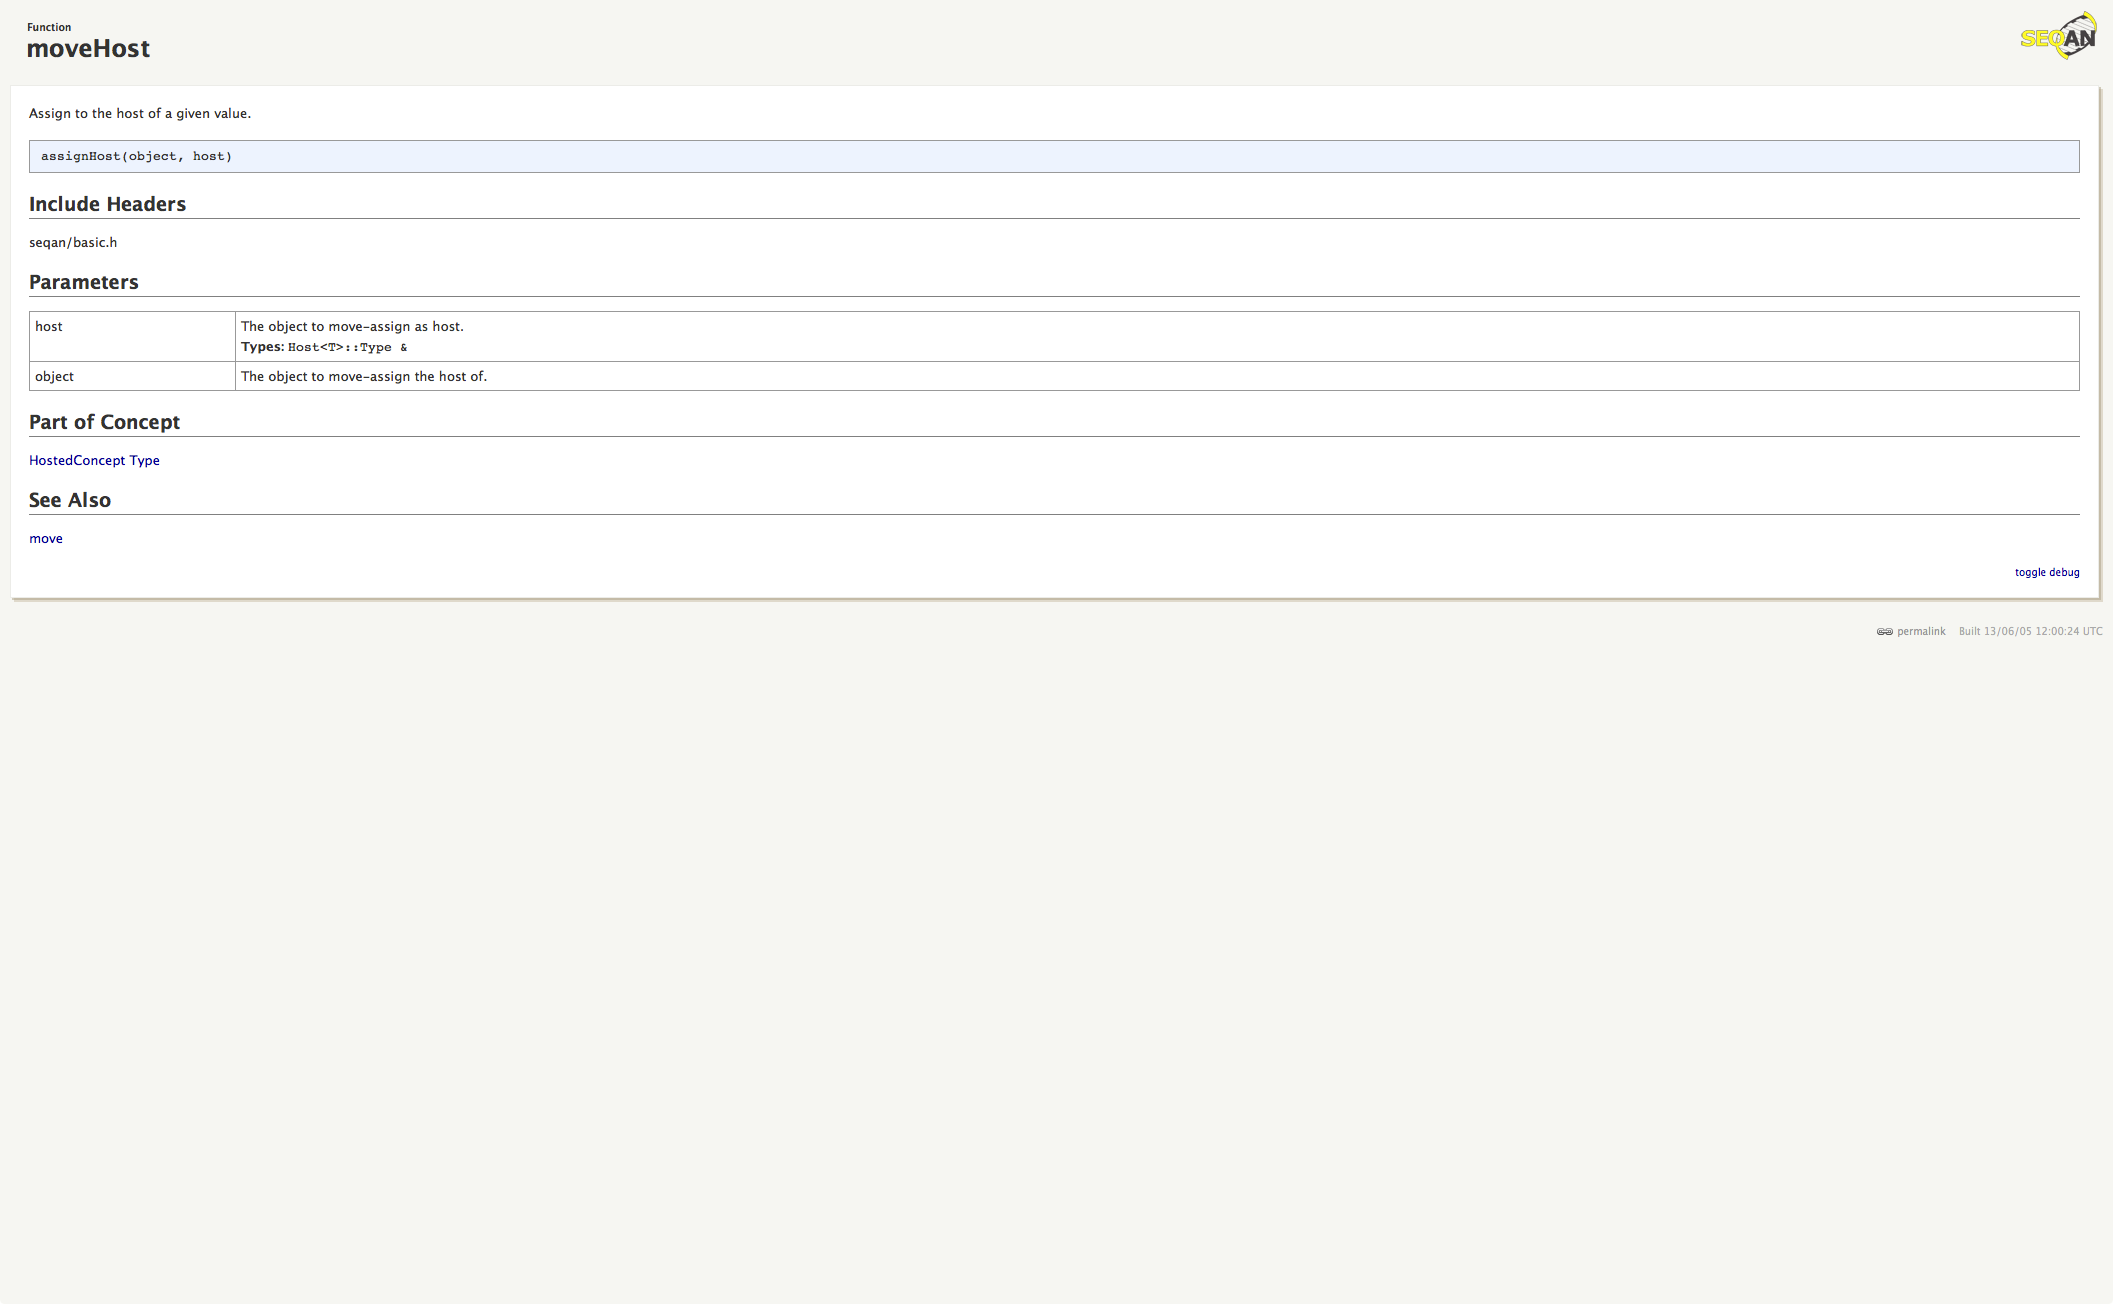 Function
moveHost
SEQAN
Assign to the host of a given value.
assignHost(object, host)
Include Headers
seqan/basic.h
Parameters
host
The object to move-assign as host.
Types: Host<T>::Type &
object
The object to move-assign the host of.
Part of Concept
HostedConcept Type
See Also
move
toggle debug
permalink Built 13/06/05 12:00:24 UTC